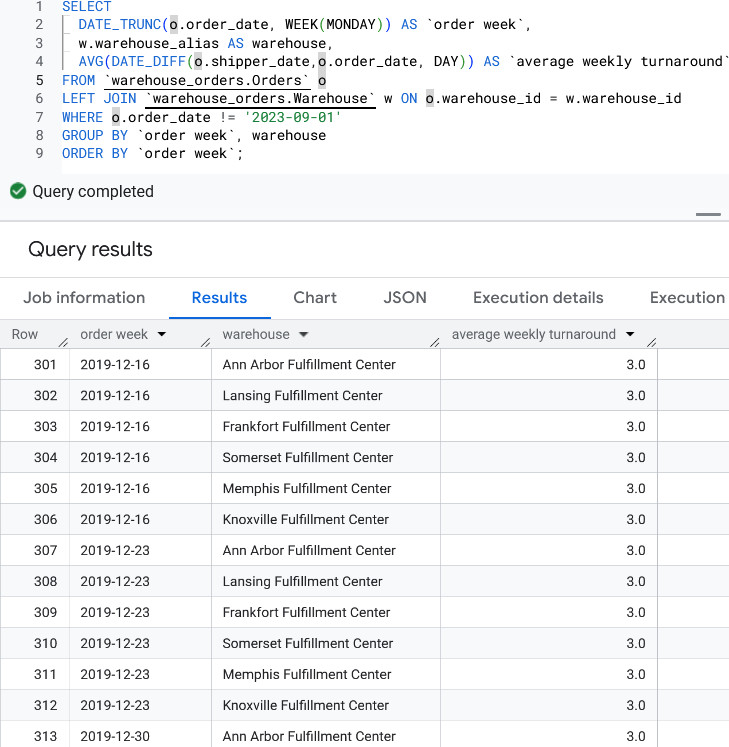 1 SELECT
2 DATE_TRUNC(o.order_date, WEEK(MONDAY)) AS `order week`,
3 w.warehouse_alias AS warehouse,
4 AVG(DATE_DIFF(o.shipper_date,o.order_date, DAY)) AS `average weekly turnaround`
5 FROM `warehouse_orders.Orders` o
6 LEFT JOIN `warehouse_orders.Warehouse` w ON o.warehouse_id = w.warehouse_id
7 WHERE o.order_date != '2023-09-01'
8 GROUP BY `order week`, warehouse
9 ORDER BY `order week`;
Query completed
Query results
Job information Results Chart JSON Execution details Execution
Row order week warehouse average weekly turnaround
301 2019-12-16 Ann Arbor Fulfillment Center 3.0
302 2019-12-16 Lansing Fulfillment Center 3.0
303 2019-12-16 Frankfort Fulfillment Center 3.0
304 2019-12-16 Somerset Fulfillment Center 3.0
305 2019-12-16 Memphis Fulfillment Center 3.0
306 2019-12-16 Knoxville Fulfillment Center 3.0
307 2019-12-23 Ann Arbor Fulfillment Center 3.0
308 2019-12-23 Lansing Fulfillment Center 3.0
309 2019-12-23 Frankfort Fulfillment Center 3.0
310 2019-12-23 Somerset Fulfillment Center 3.0
311 2019-12-23 Memphis Fulfillment Center 3.0
312 2019-12-23 Knoxville Fulfillment Center 3.0
313 2019-12-30 Ann Arbor Fulfillment Center 3.0